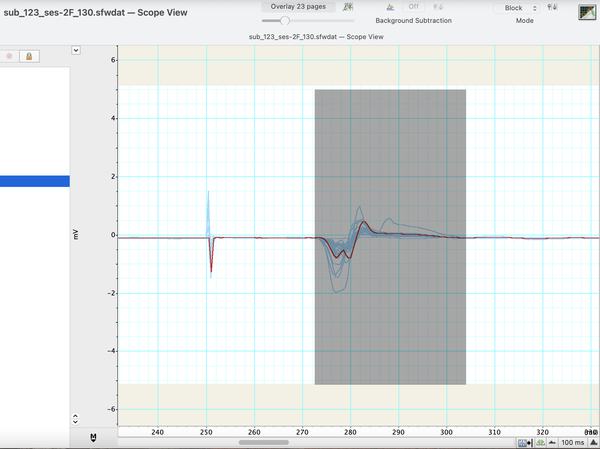 sub_123_ses-2F_130.sfwdat — Scope View
Overlay 23 pages
Off
Background Subtraction
Block
Mode
sub_123_ses-2F_130.sfwdat — Scope View
6
4
2
0
mV
−2
−4
−6
240
250
260
270
280
290
300
310
320
M
100 ms